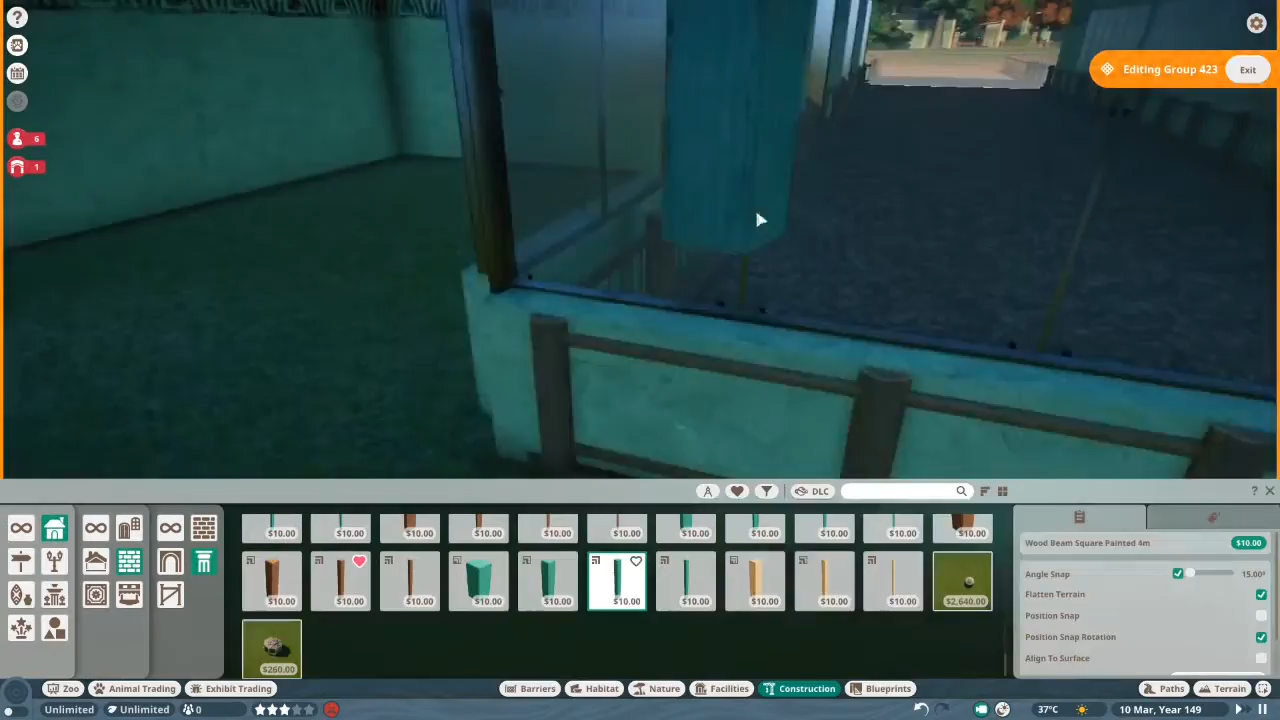 ?
Editing Group 423 Exit
6
1
DLC
? ×
$10.00 $10.00 $10.00 $10.00 $10.00 $10.00 $10.00 $10.00 $10.00 $10.00 $10.00
Wood Beam Square Painted 4m $10.00
Angle Snap 15.00°
Flatten Terrain
$10.00 $10.00 $10.00 $10.00 $10.00 $10.00 $10.00 $10.00 $10.00 $10.00 $2,640.00
Position Snap
Position Snap Rotation
Align To Surface
$260.00
Zoo Animal Trading Exhibit Trading Barriers Habitat Nature Facilities Construction Blueprints Paths Terrain
Unlimited Unlimited 0 37°C 10 Mar, Year 149